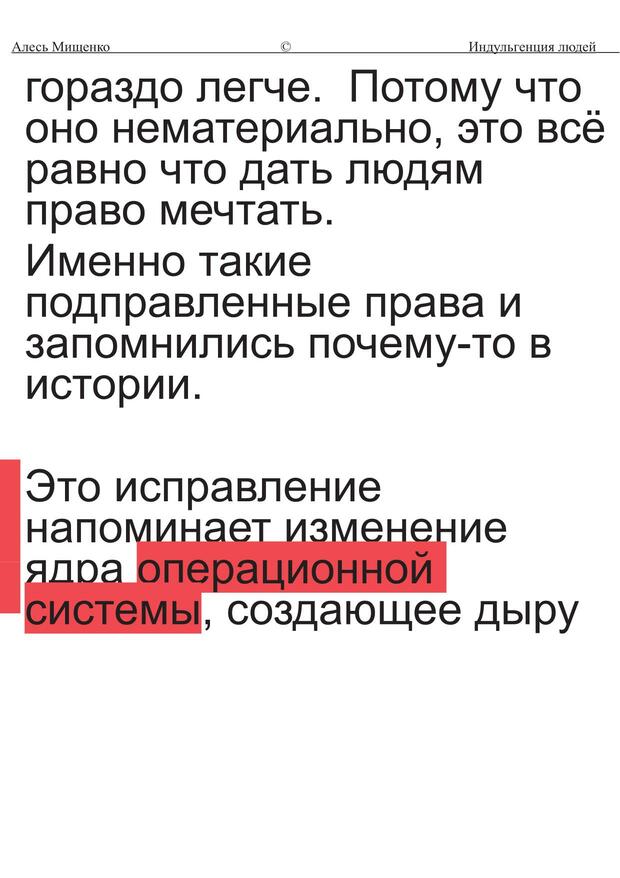 Алесь Мищенко © Индульгенция людей
гораздо легче. Потому что
оно нематериально, это всё
равно что дать людям
право мечтать.
Именно такие
подправленные права и
запомнились почему-то в
истории.
Это исправление
напоминает изменение
ядра операционной
системы, создающее дыру